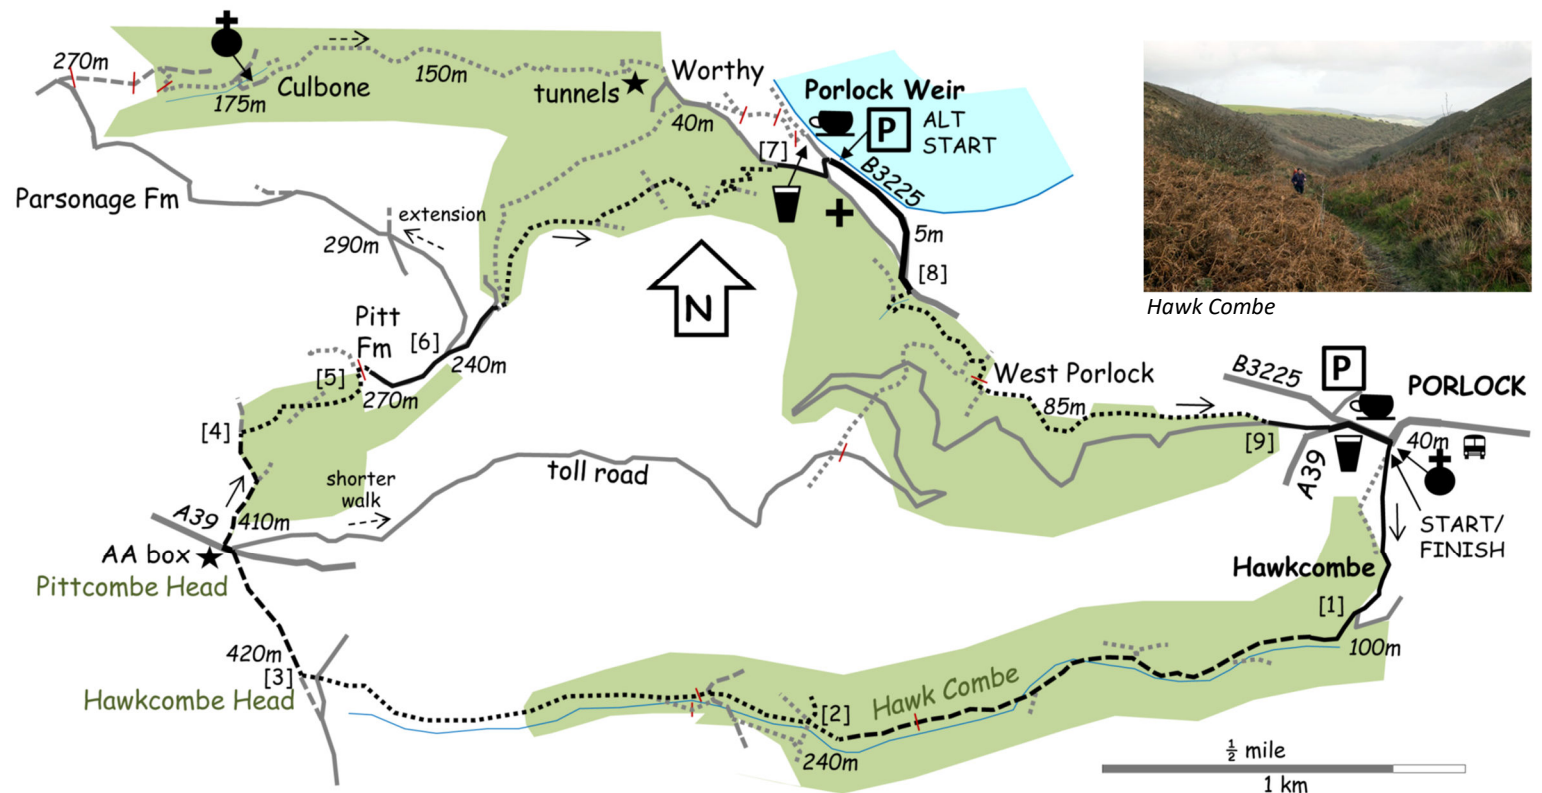 270m
Culbone
175m
150m
tunnels
Worthy
40m
Porlock Weir
P
ALT
START
[7]
B3225
5m
[8]
Parsonage Fm
290m
extension
N
Pitt
Fm
[6]
240m
[5]
270m
[4]
West Porlock
85m
[9]
B3225
P
PORLOCK
40m
A39
START/
FINISH
toll road
shorter
walk
A39
410m
AA box
Pittcombe Head
Hawkcombe
[1]
100m
420m
[3]
Hawkcombe Head
[2]
240m
Hawk Combe
½ mile
1 km
Hawk Combe